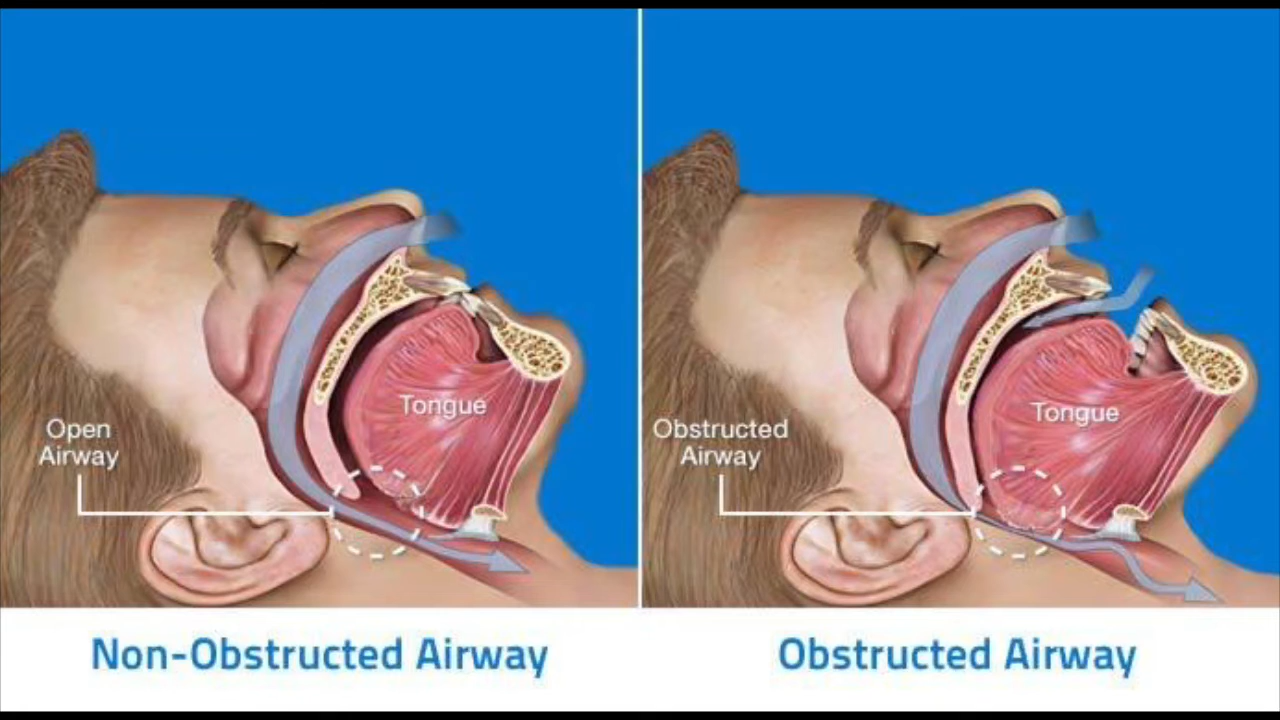 Open
Airway
Tongue
Non-Obstructed Airway
Obstructed
Airway
Tongue
Obstructed Airway